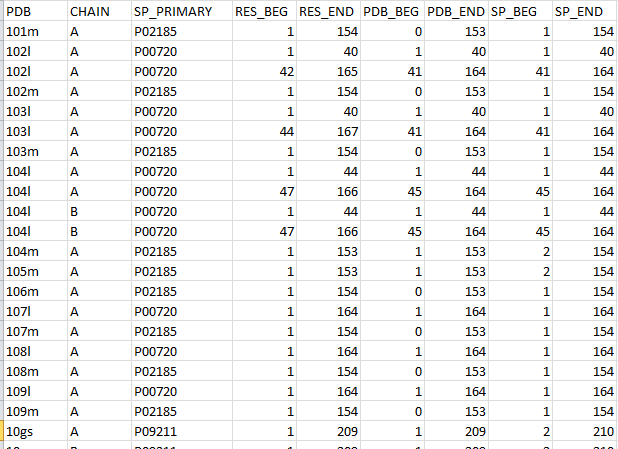 PDB CHAIN SP_PRIMARY RES_BEG RES_END PDB_BEG PDB_END SP_BEG SP_END
101m A P02185 1 154 0 153 1 154
102l A P00720 1 40 1 40 1 40
102l A P00720 42 165 41 164 41 164
102m A P02185 1 154 0 153 1 154
103l A P00720 1 40 1 40 1 40
103l A P00720 44 167 41 164 41 164
103m A P02185 1 154 0 153 1 154
104l A P00720 1 44 1 44 1 44
104l A P00720 47 166 45 164 45 164
104l B P00720 1 44 1 44 1 44
104l B P00720 47 166 45 164 45 164
104m A P02185 1 153 1 153 2 154
105m A P02185 1 153 1 153 2 154
106m A P02185 1 154 0 153 1 154
107l A P00720 1 164 1 164 1 164
107m A P02185 1 154 0 153 1 154
108l A P00720 1 164 1 164 1 164
108m A P02185 1 154 0 153 1 154
109l A P00720 1 164 1 164 1 164
109m A P02185 1 154 0 153 1 154
10gs A P09211 1 209 1 209 2 210